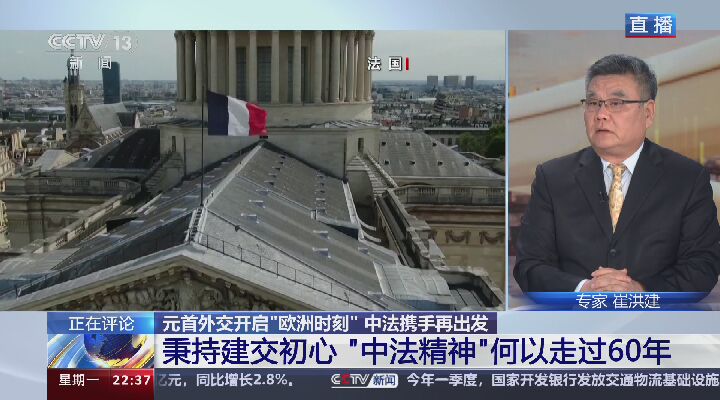 CCTV 13
新闻
直播
法国
专家 崔洪建
正在评论
元首外交开启"欧洲时刻" 中法携手再出发
秉持建交初心 "中法精神"何以走过60年
星期一 22:37
亿元，同比增长2.8%。 CCTV 新闻 今年一季度，国家开发银行发放交通物流基础设施